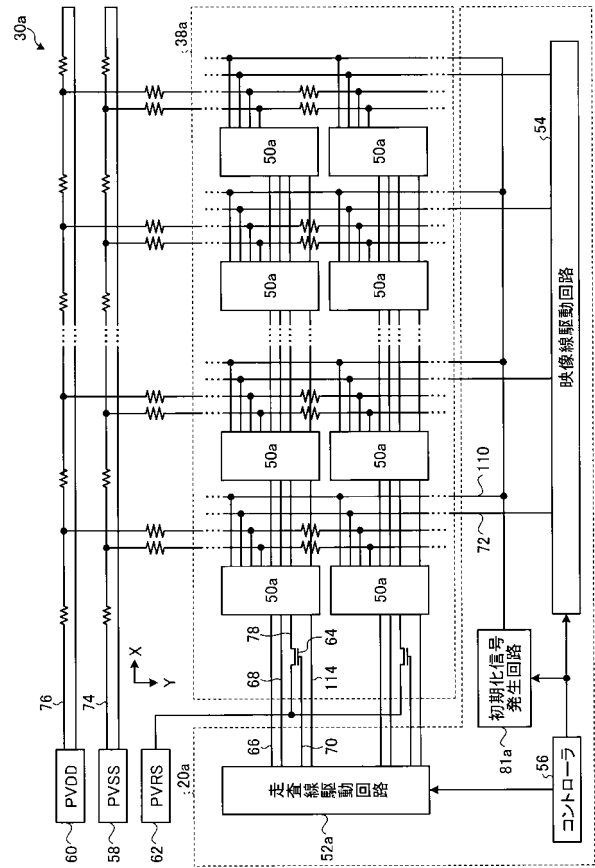 30a
76
PVDD
60
74
PVSS
58
PVRS
62
X
Y
38a
20a
50a 50a 50a 50a
50a 50a 50a 50a
66
68
78
64
70
114
走査線駆動回路
52a
72
110
初期化信号
発生回路
81a
コントローラ
56
映像線駆動回路
54